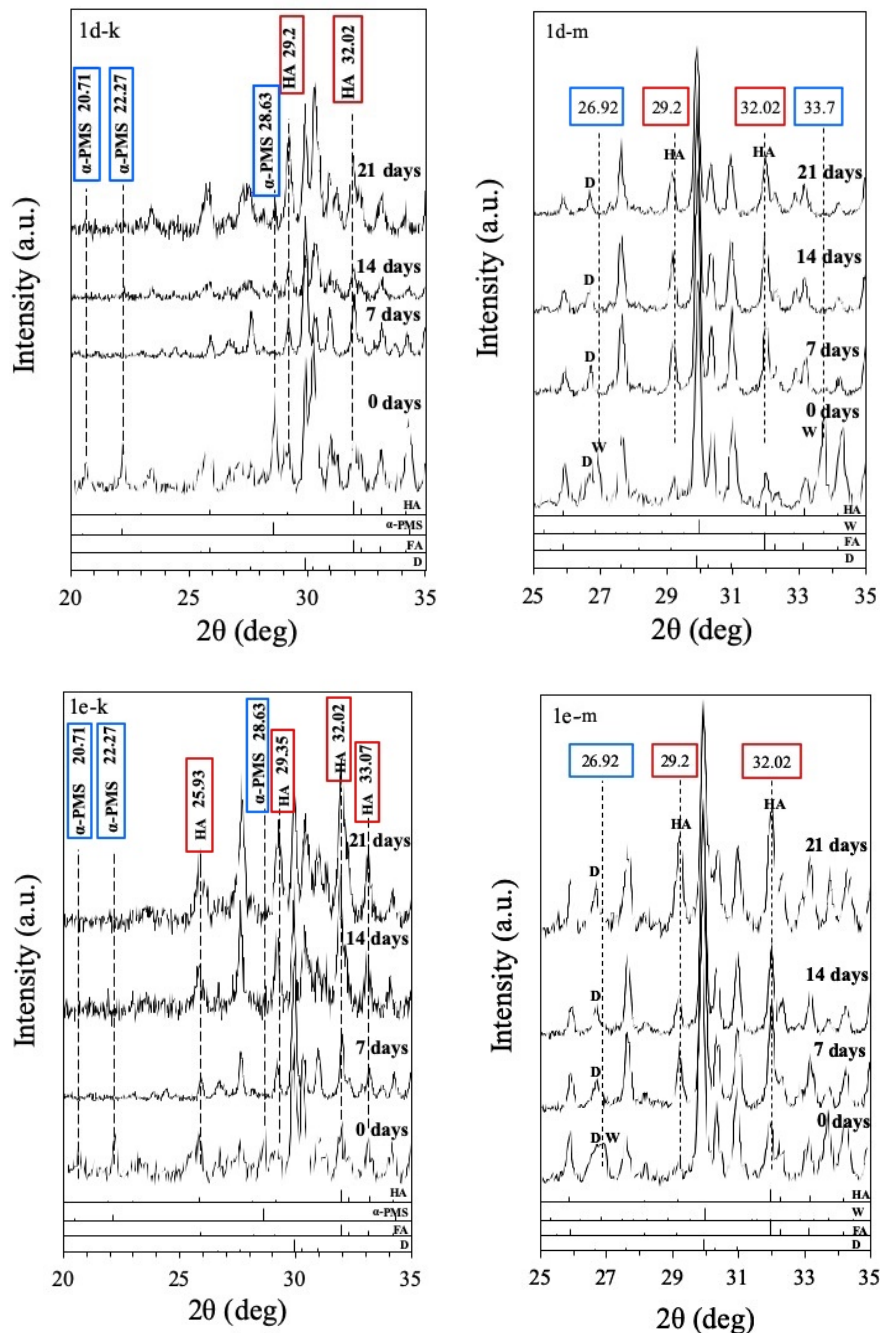 1d-k
α-PMS 20.71
α-PMS 22.27
α-PMS 28.63
HA 29.2
HA 32.02
21 days
14 days
7 days
0 days
HA
α-PMS
FA
D
20 25 30 35
2θ (deg)
Intensity (a.u.)
1d-m
26.92 29.2 32.02 33.7
HA HA
D
21 days
D
14 days
D
7 days
0 days
W
W
D
HA
W
FA
D
25 27 29 31 33 35
2θ (deg)
Intensity (a.u.)
1e-k
α-PMS 20.71
α-PMS 22.27
HA 25.93
α-PMS 28.63
HA 29.35
HA 32.02
HA 33.07
21 days
14 days
7 days
0 days
HA
α-PMS
FA
D
20 25 30 35
2θ (deg)
Intensity (a.u.)
1e-m
26.92 29.2 32.02
HA HA
21 days
D
14 days
D
7 days
D
0 days
D W
HA
W
FA
D
25 27 29 31 33 35
2θ (deg)
Intensity (a.u.)